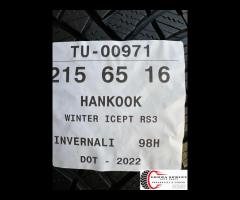 TU-00971
215 65 16
HANKOOK
WINTER ICEPT RS3
INVERNALI 98H
DOT - 2022